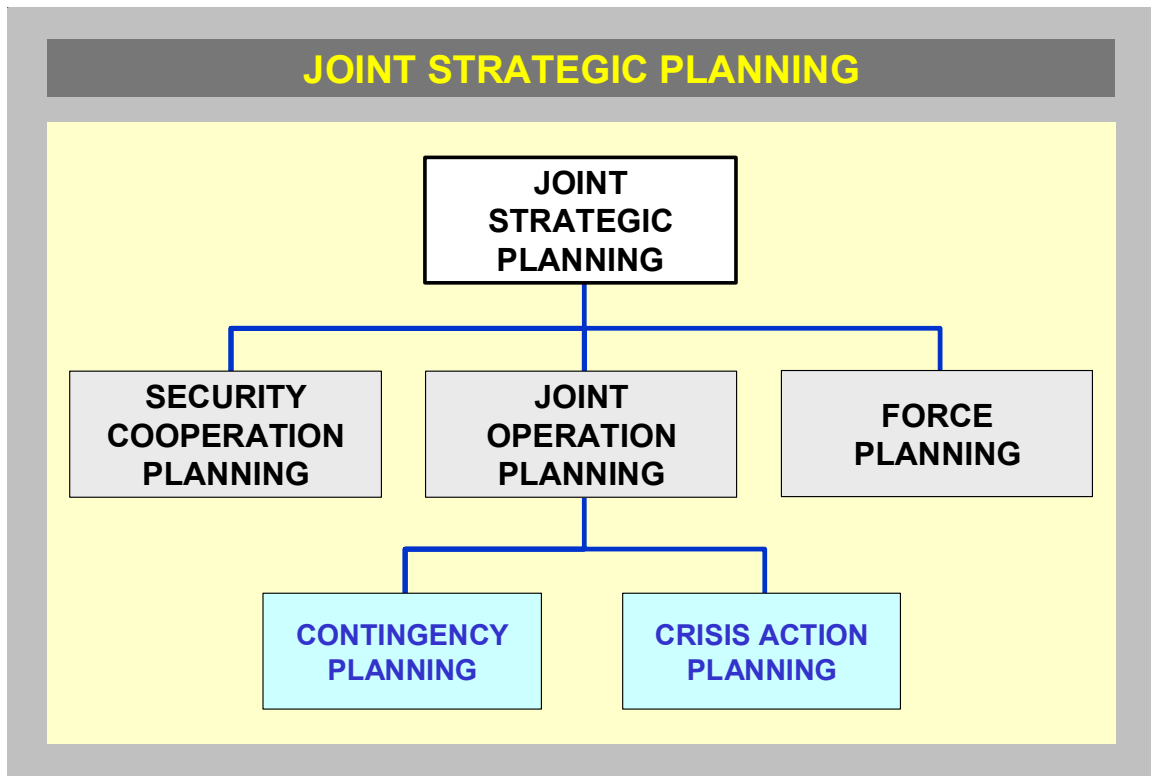 JOINT STRATEGIC PLANNING
JOINT
STRATEGIC
PLANNING
SECURITY
COOPERATION
PLANNING
JOINT
OPERATION
PLANNING
FORCE
PLANNING
CONTINGENCY
PLANNING
CRISIS ACTION
PLANNING